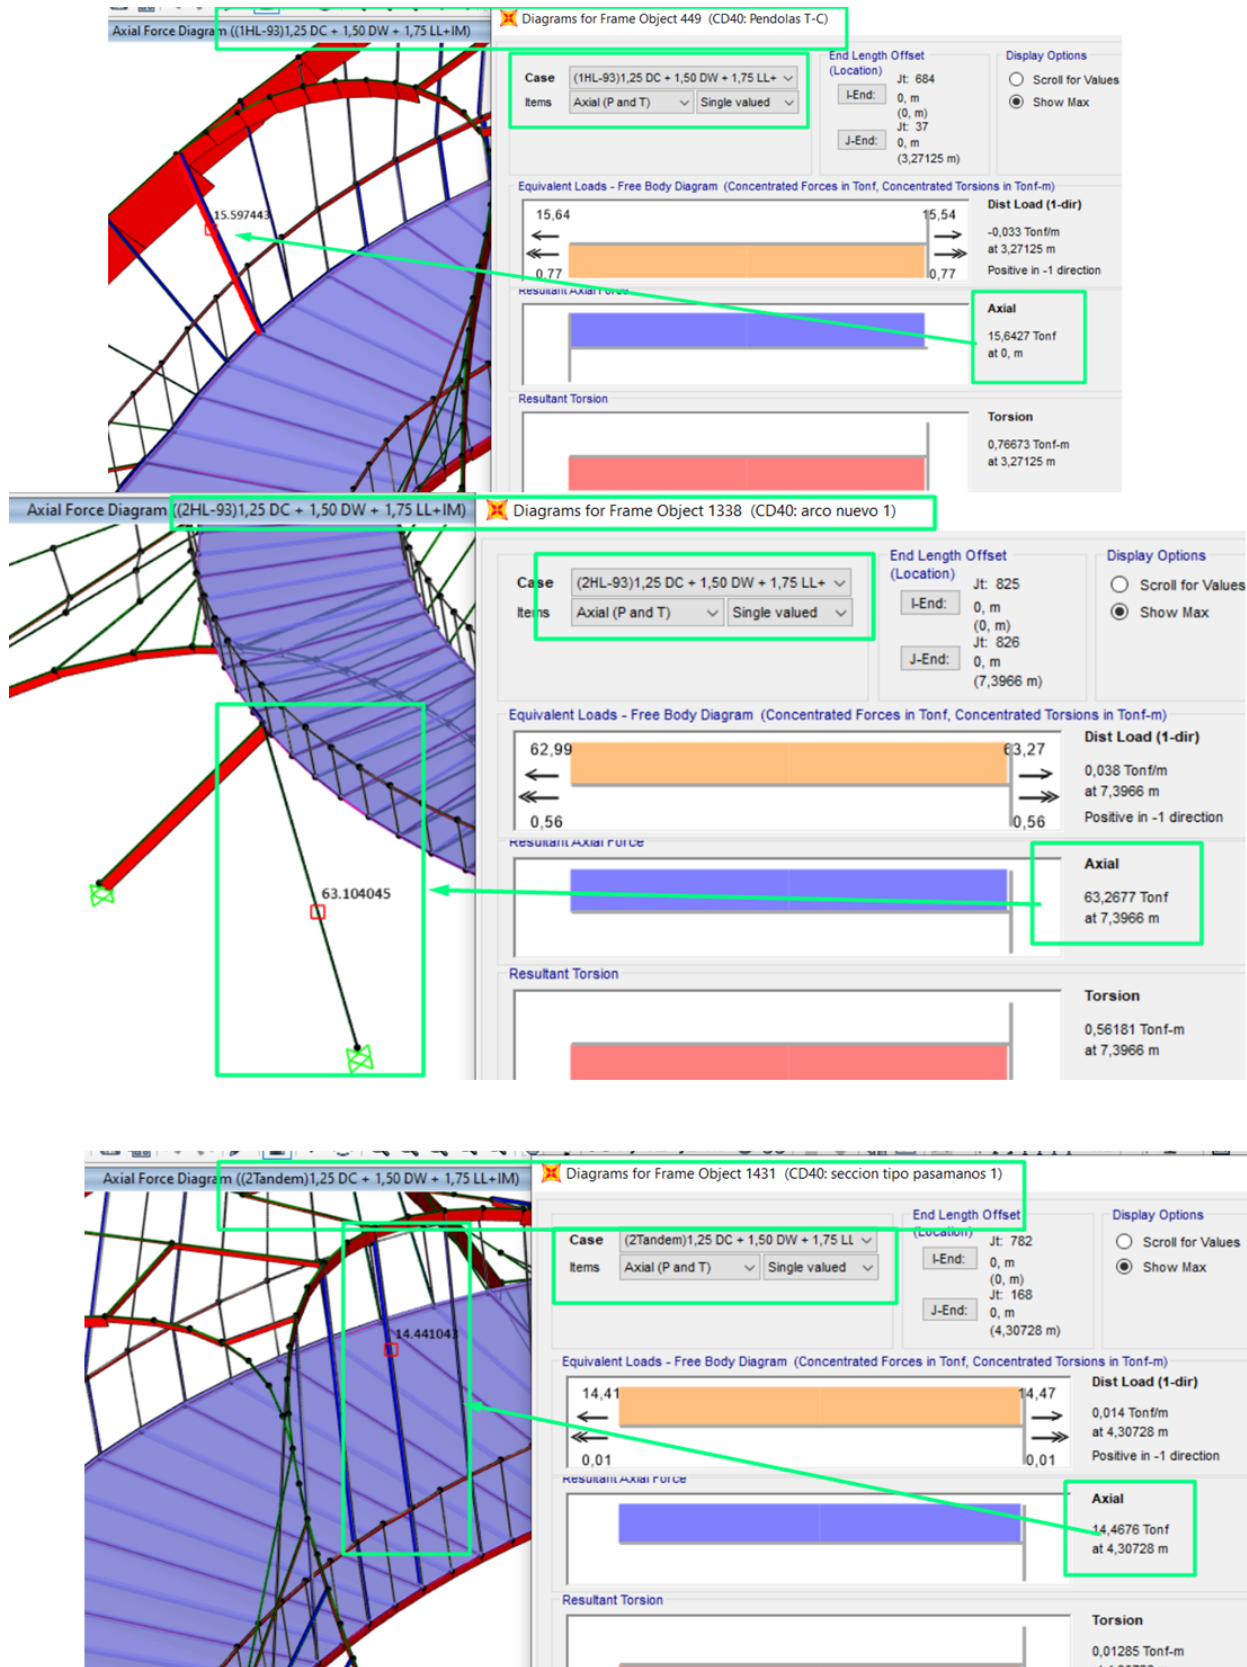 Diagrams for Frame Object 449 (CD40: Pendolas T-C)
Axial Force Diagram ((1HL-93)1,25 DC + 1,50 DW + 1,75 LL+IM)
End Length Offset
(Location)
Display Options
Case
(1HL-93)1,25 DC + 1,50 DW + 1,75 LL+
Jt: 684
Scroll for Values
I-End:
0, m
(0, m)
Items
Axial (P and T)
Single valued
Show Max
Jt: 37
J-End:
0, m
(3,27125 m)
Equivalent Loads - Free Body Diagram (Concentrated Forces in Tonf, Concentrated Torsions in Tonf-m)
15,64
15,54
Dist Load (1-dir)
-0,033 Tonf/m
at 3,27125 m
0,77
0,77
Positive in -1 direction
15.597443
Resultant Axial Force
Axial
15,6427 Tonf
at 0, m
Resultant Torsion
Torsion
0,76673 Tonf-m
at 3,27125 m
Axial Force Diagram ((2HL-93)1,25 DC + 1,50 DW + 1,75 LL+IM)
Diagrams for Frame Object 1338 (CD40: arco nuevo 1)
End Length Offset
(Location)
Display Options
Case
(2HL-93)1,25 DC + 1,50 DW + 1,75 LL+
Jt: 825
Scroll for Values
I-End:
0, m
(0, m)
Items
Axial (P and T)
Single valued
Show Max
Jt: 826
J-End:
0, m
(7,3966 m)
Equivalent Loads - Free Body Diagram (Concentrated Forces in Tonf, Concentrated Torsions in Tonf-m)
62,99
63,27
Dist Load (1-dir)
0,038 Tonf/m
at 7,3966 m
0,56
0,56
Positive in -1 direction
Resultant Axial Force
Axial
63,2677 Tonf
at 7,3966 m
63.104045
Resultant Torsion
Torsion
0,56181 Tonf-m
at 7,3966 m
Axial Force Diagram ((2Tandem)1,25 DC + 1,50 DW + 1,75 LL+IM)
Diagrams for Frame Object 1431 (CD40: seccion tipo pasamanos 1)
End Length Offset
(Location)
Display Options
Case
(2Tandem)1,25 DC + 1,50 DW + 1,75 LL
Jt: 782
Scroll for Values
I-End:
0, m
(0, m)
Items
Axial (P and T)
Single valued
Show Max
Jt: 168
J-End:
0, m
(4,30728 m)
14.441043
Equivalent Loads - Free Body Diagram (Concentrated Forces in Tonf, Concentrated Torsions in Tonf-m)
14,41
14,47
Dist Load (1-dir)
0,014 Tonf/m
at 4,30728 m
0,01
0,01
Positive in -1 direction
Resultant Axial Force
Axial
14,4676 Tonf
at 4,30728 m
Resultant Torsion
Torsion
0,01285 Tonf-m